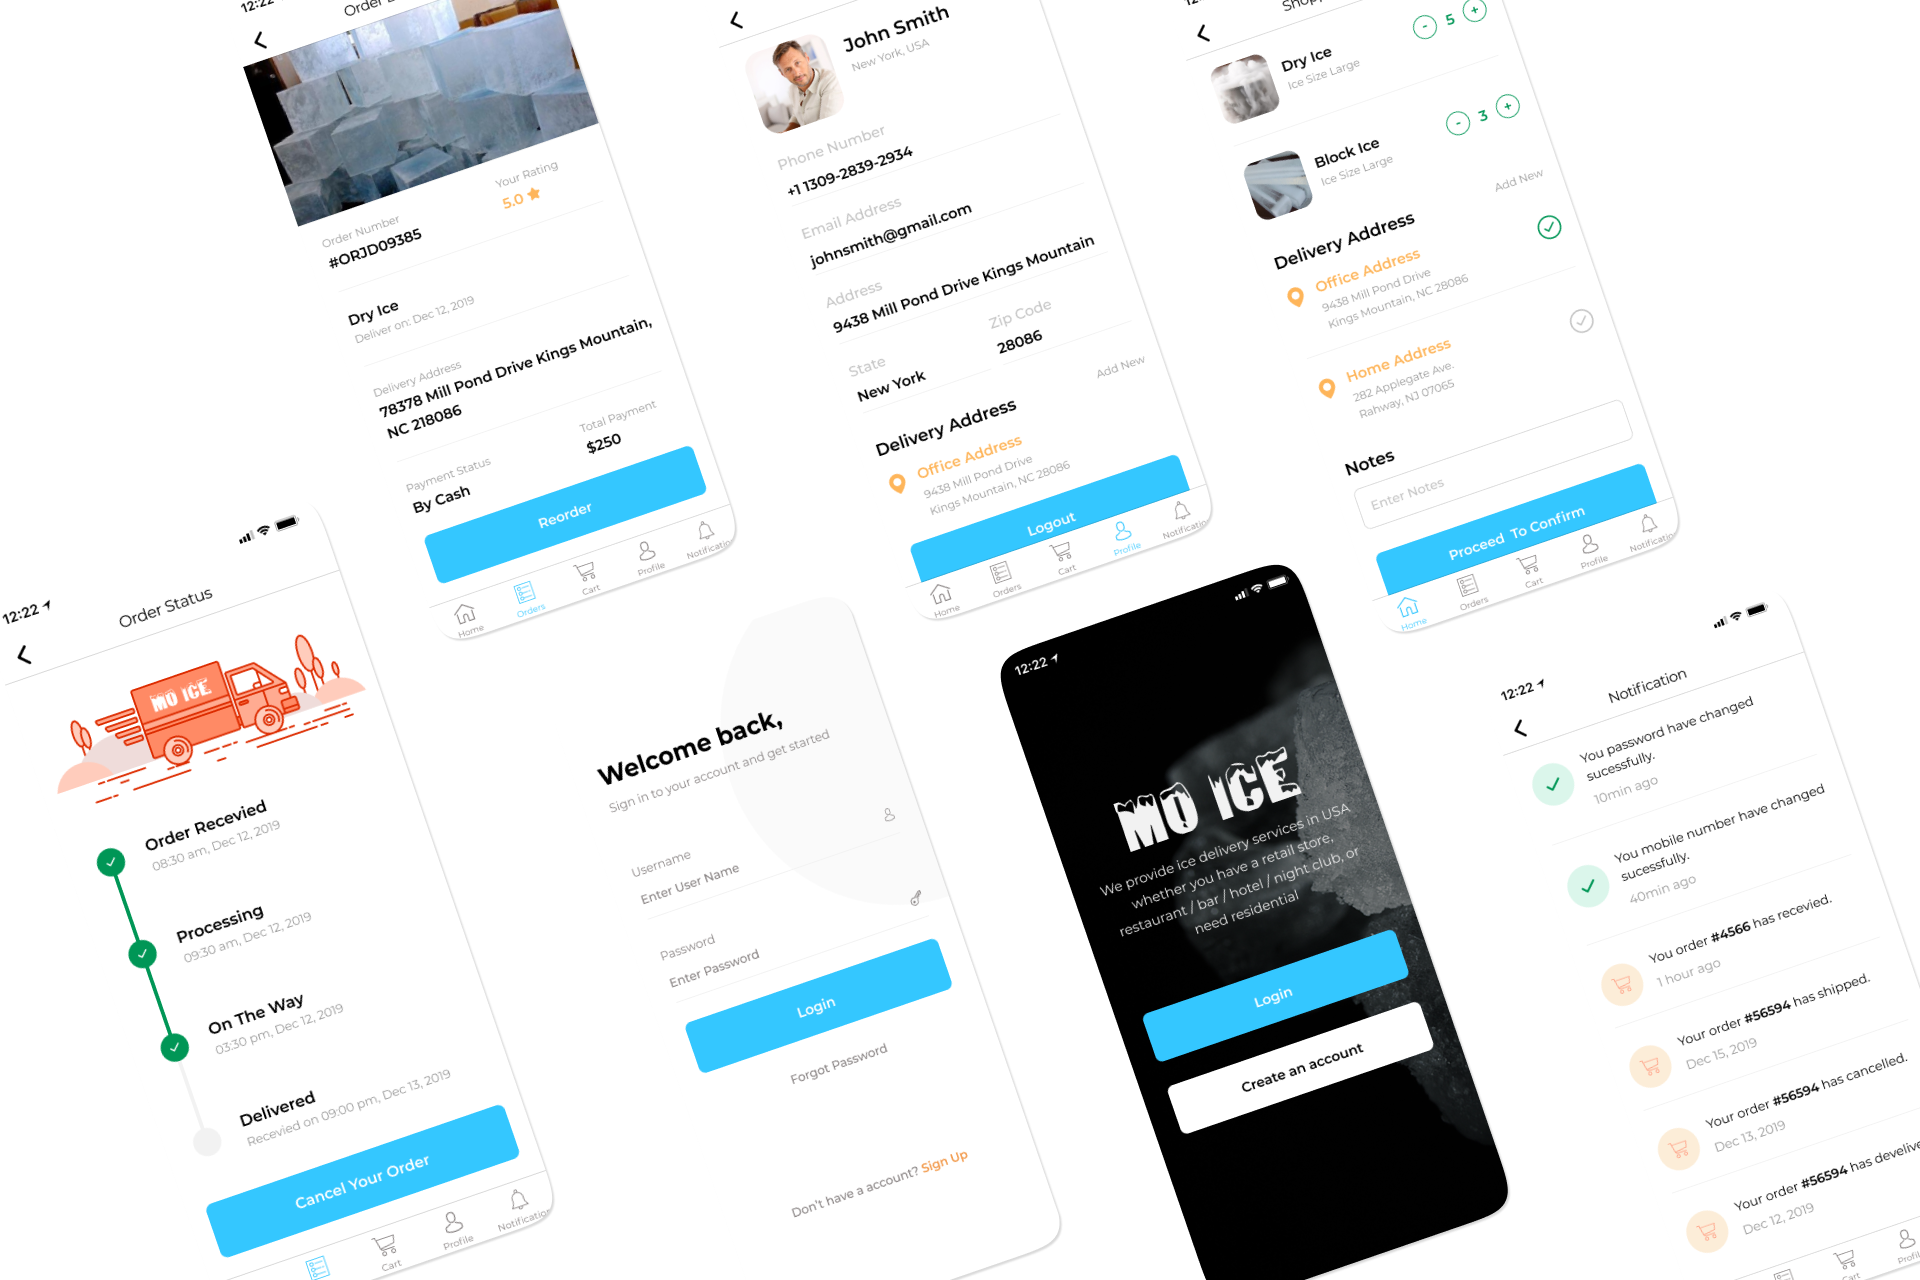 12:22
Order
Your Rating
5.0
Order Number
#ORJD09385
Dry Ice
Deliver on: Dec 12, 2019
Delivery Address
78378 Mill Pond Drive Kings Mountain,
NC 218086
Total Payment
$250
Payment Status
By Cash
Reorder
Home
Orders
Cart
Profile
John Smith
New York, USA
Phone Number
+1 1309-2839-2934
Email Address
johnsmith@gmail.com
Address
9438 Mill Pond Drive Kings Mountain
State
New York
Zip Code
28086
Add New
Delivery Address
Office Address
9438 Mill Pond Drive
Kings Mountain, NC 28086
Logout
Home
Orders
Cart
Profile
Dry Ice
Ice Size Large
- 5 +
Block Ice
Ice Size Large
- 3 +
Add New
Delivery Address
Office Address
9438 Mill Pond Drive
Kings Mountain, NC 28086
Home Address
282 Applegate Ave.
Rahway, NJ 07065
Notes
Enter Notes
Proceed To Confirm
Home
Orders
Cart
Profile
12:22
Order Status
MO ICE
Order Recevied
08:30 am, Dec 12, 2019
Processing
09:30 am, Dec 12, 2019
On The Way
03:30 pm, Dec 12, 2019
Delivered
Recevied on 09:00 pm, Dec 13, 2019
Cancel Your Order
Cart
Profile
Notification
Welcome back,
Sign in to your account and get started
Username
Enter User Name
Password
Enter Password
Login
Forgot Password
Don't have a account? Sign Up
12:22
MO ICE
We provide ice delivery services in USA
whether you have a retail store,
restaurant / bar / hotel / night club, or
need residential
Login
Create an account
12:22
Notification
You password have changed
sucessfully.
10min ago
You mobile number have changed
sucessfully.
40min ago
You order #4566 has recevied.
1 hour ago
Your order #56594 has shipped.
Dec 15, 2019
Your order #56594 has cancelled.
Dec 13, 2019
Your order #56594 has
Dec 12, 2019
Cart